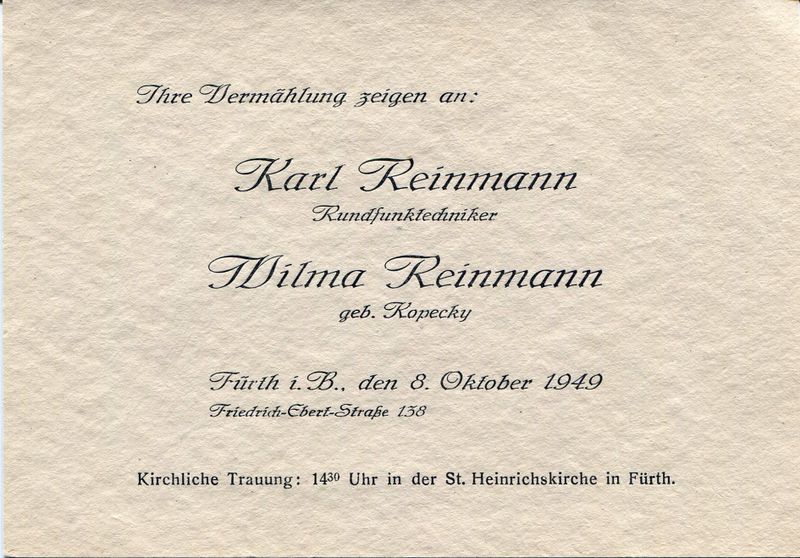 Ihre Vermählung zeigen an:
Karl Reinmann
Rundfunktechniker
Wilma Reinmann
geb. Kopecky
Fürth i. B., den 8. Oktober 1949
Friedrich-Ebert-Straße 138
Kirchliche Trauung: 14³⁰ Uhr in der St. Heinrichskirche in Fürth.